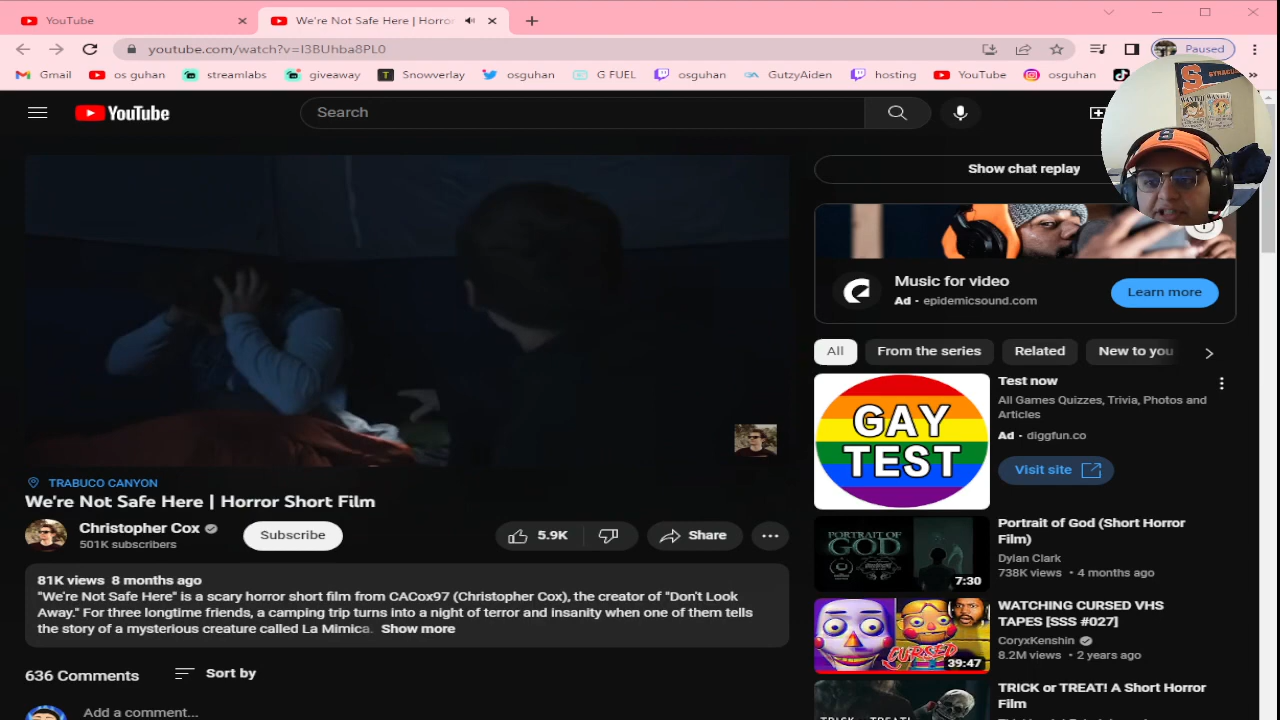 YouTube
We're Not Safe Here | Horror
youtube.com/watch?v=I3BUhba8PL0
Paused
Gmail
os guhan
streamlabs
giveaway
Snowverlay
osguhan
G FUEL
osguhan
GutzyAiden
hosting
YouTube
osguhan
»
YouTube
Search
WANTED WANTED
S
Show chat replay
Music for video
Ad · epidemicsound.com
Learn more
All
From the series
Related
New to you
GAY
TEST
Test now
All Games Quizzes, Trivia, Photos and
Articles
Ad · diggfun.co
Visit site
TRABUCO CANYON
We're Not Safe Here | Horror Short Film
Christopher Cox
501K subscribers
Subscribe
5.9K
Share
81K views 8 months ago
"We're Not Safe Here" is a scary horror short film from CACox97 (Christopher Cox), the creator of "Don't Look
Away." For three longtime friends, a camping trip turns into a night of terror and insanity when one of them tells
the story of a mysterious creature called La Mimica. Show more
636 Comments
Sort by
Add a comment...
PORTRAIT OF
GOD
7:30
Portrait of God (Short Horror
Film)
Dylan Clark
738K views • 4 months ago
CURSED
39:47
WATCHING CURSED VHS
TAPES [SSS #027]
CoryxKenshin
8.2M views • 2 years ago
TRICK or TREAT! A Short Horror
Film